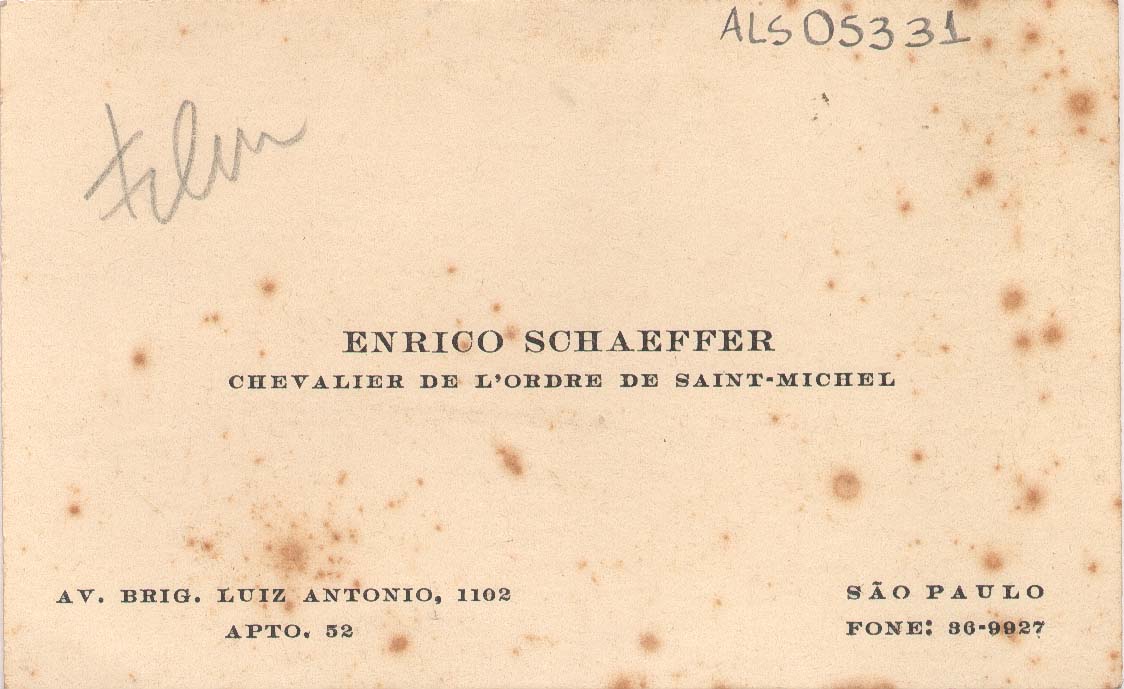 ALS05331
ENRICO SCHAEFFER
CHEVALIER DE L'ORDRE DE SAINT-MICHEL
AV. BRIG. LUIZ ANTONIO, 1102
APTO. 52
SÃO PAULO
FONE: 36-9927